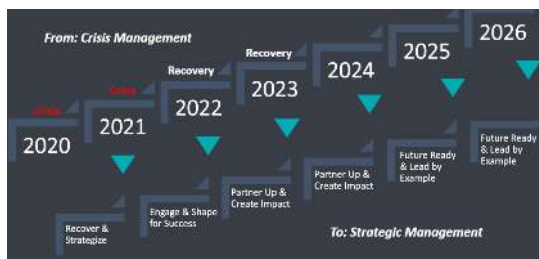 From: Crisis Management
2026
2025
Recovery
2024
Recovery
2023
2022
Crisis
2021
Crisis
2020
Future Ready
& Lead by
Example
Future Ready
& Lead by
Example
Partner Up &
Create Impact
Partner Up &
Create Impact
Engage & Shape
for Success
Recover &
Strategize
To: Strategic Management